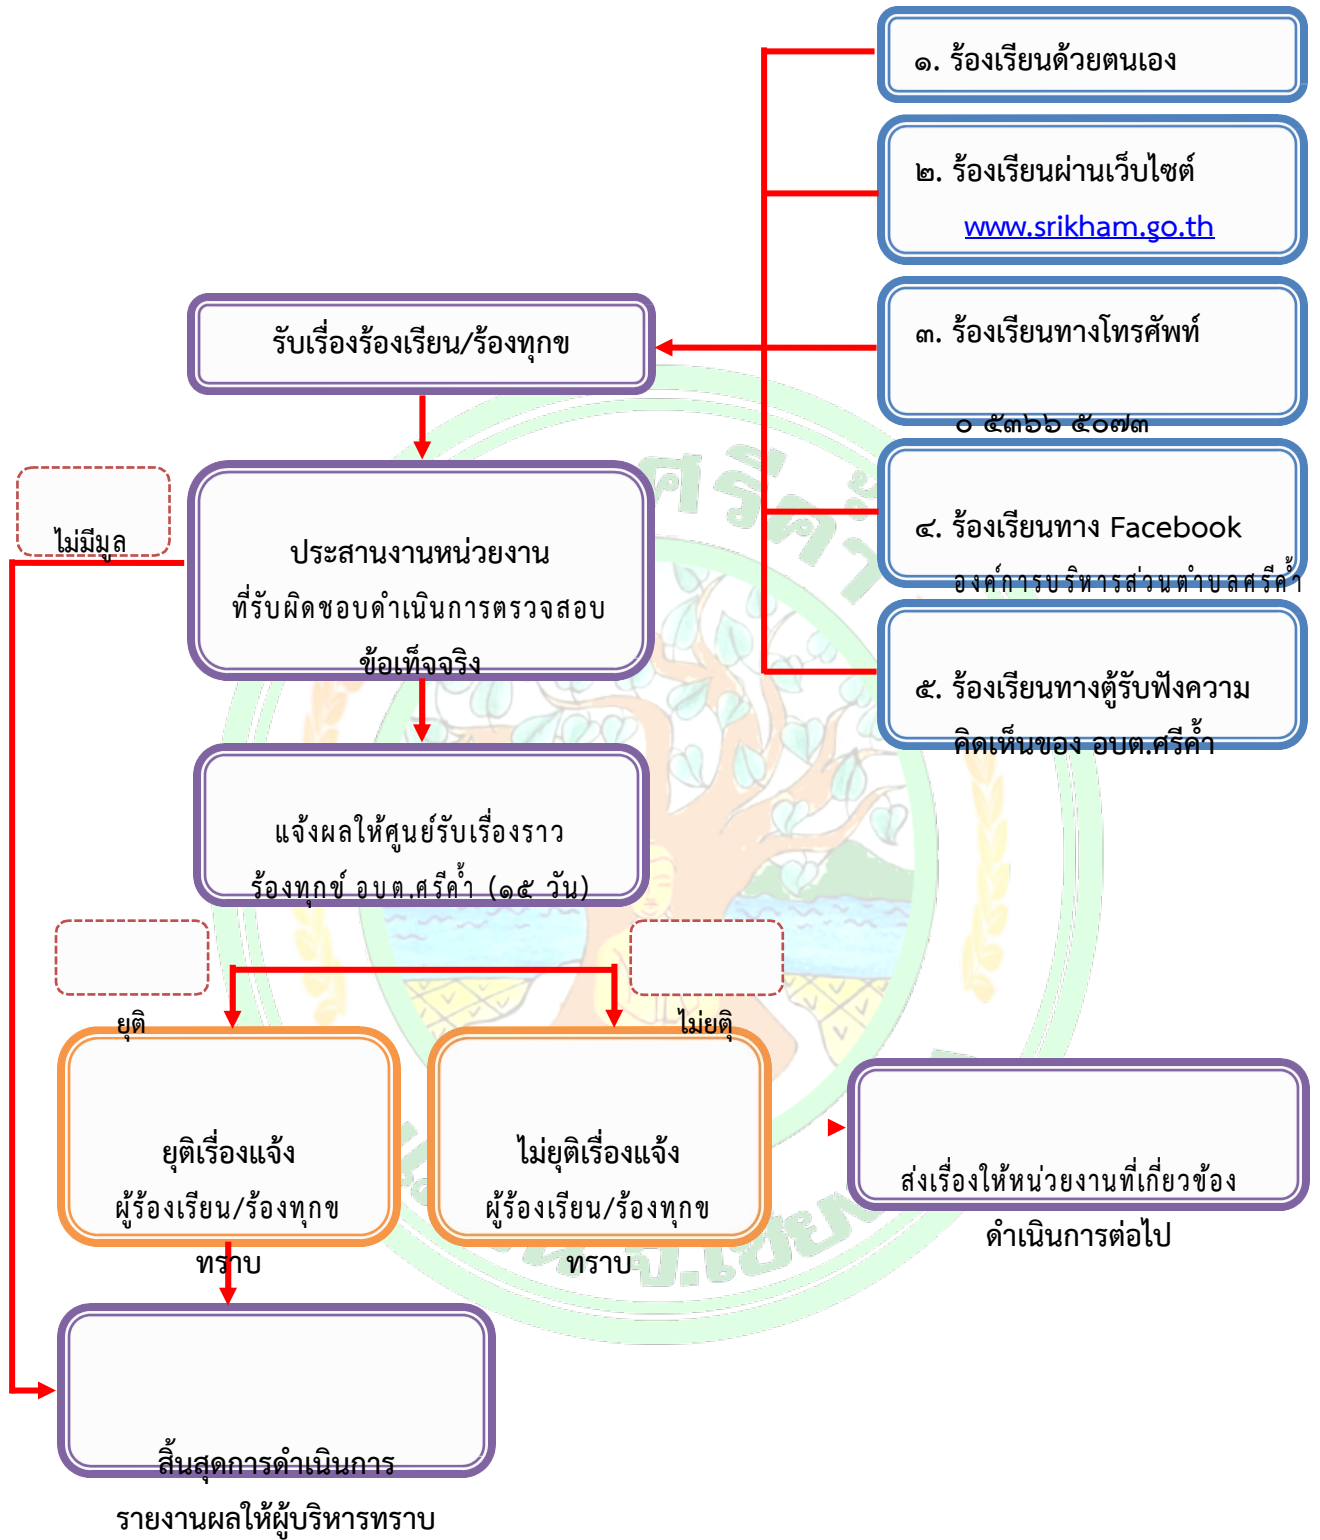 ๑. ร้องเรียนด้วยตนเอง
๒. ร้องเรียนผ่านเว็บไซต์
www.srikham.go.th
๓. ร้องเรียนทางโทรศัพท์
๐ ๕๓๖๖ ๕๐๗๓
๔. ร้องเรียนทาง Facebook
องค์การบริหารส่วนตำบลศรีค้ำ
๕. ร้องเรียนทางตู้รับฟังความ
คิดเห็นของ อบต.ศรีค้ำ
รับเรื่องร้องเรียน/ร้องทุกข
ไม่มีมูล
ประสานงานหน่วยงาน
ที่รับผิดชอบดำเนินการตรวจสอบ
ข้อเท็จจริง
แจ้งผลให้ศูนย์รับเรื่องราว
ร้องทุกข์ อบต.ศรีค้ำ (๑๕ วัน)
ยุติ
ไม่ยตุิ
ยุติเรื่องแจ้ง
ผู้ร้องเรียน/ร้องทุกข
ทราบ
ไม่ยุติเรื่องแจ้ง
ผู้ร้องเรียน/ร้องทุกข
ทราบ
ส่งเรื่องให้หน่วยงานที่เกี่ยวข้อง
ดำเนินการต่อไป
สิ้นสุดการดำเนินการ
รายงานผลให้ผู้บริหารทราบ
ศรีค้ำ